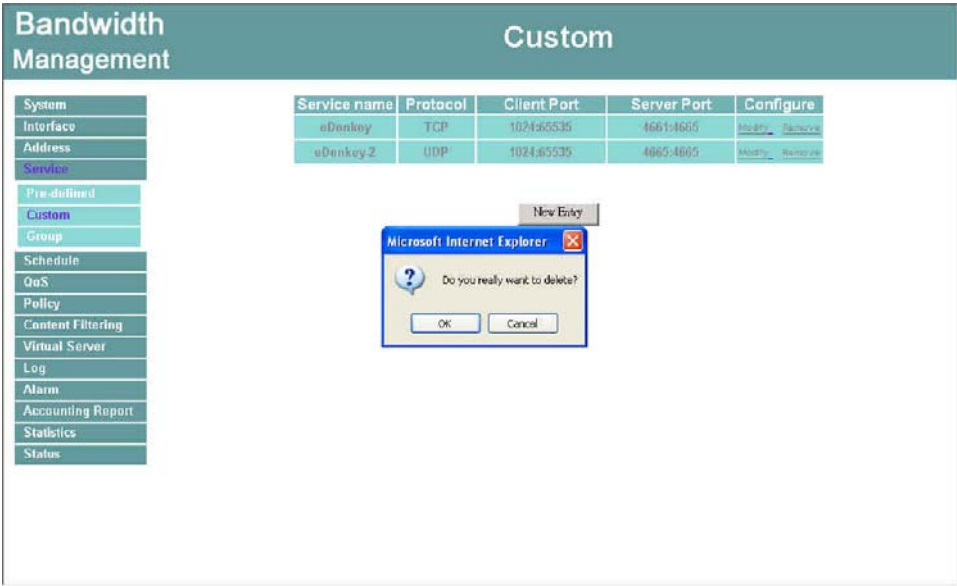 Bandwidth
Management
Custom
System
Interface
Address
Service
Pre-defined
Custom
Group
Schedule
QoS
Policy
Content Filtering
Virtual Server
Log
Alarm
Accounting Report
Statistics
Status
Service name Protocol Client Port Server Port Configure
eDonkey TCP 1024:65535 4661:4665 Modify Remove
eDonkey-2 UDP 1024:65535 4665:4665 Modify Remove
New Entry
Microsoft Internet Explorer
Do you really want to delete?
OK Cancel